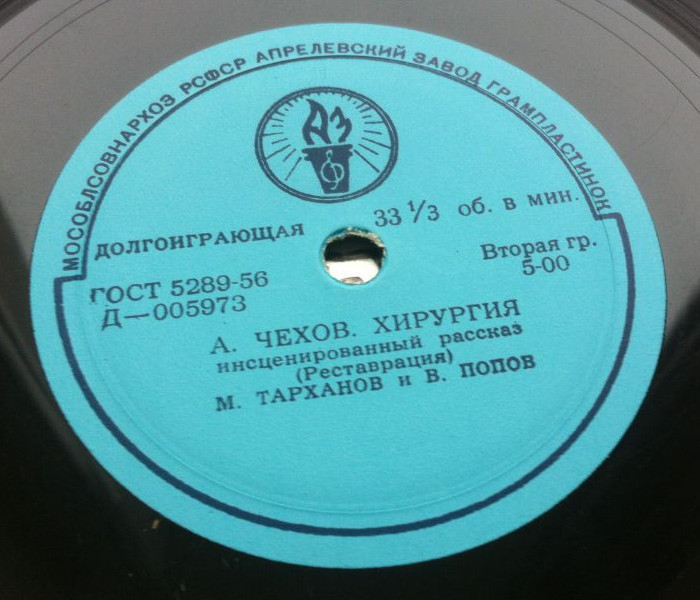 МОСОБЛСОВНАРХОЗ РСФСР АПРЕЛЕВСКИЙ ЗАВОД ГРАМПЛАСТИНОК
АЗ
ДОЛГОИГРАЮЩАЯ
33 1/3 об. в мин.
ГОСТ 5289-56
Д—005973
Вторая гр.
5-00
А. ЧЕХОВ. ХИРУРГИЯ
инсценированный рассказ
(Реставрация)
М. ТАРХАНОВ и В. ПОПОВ